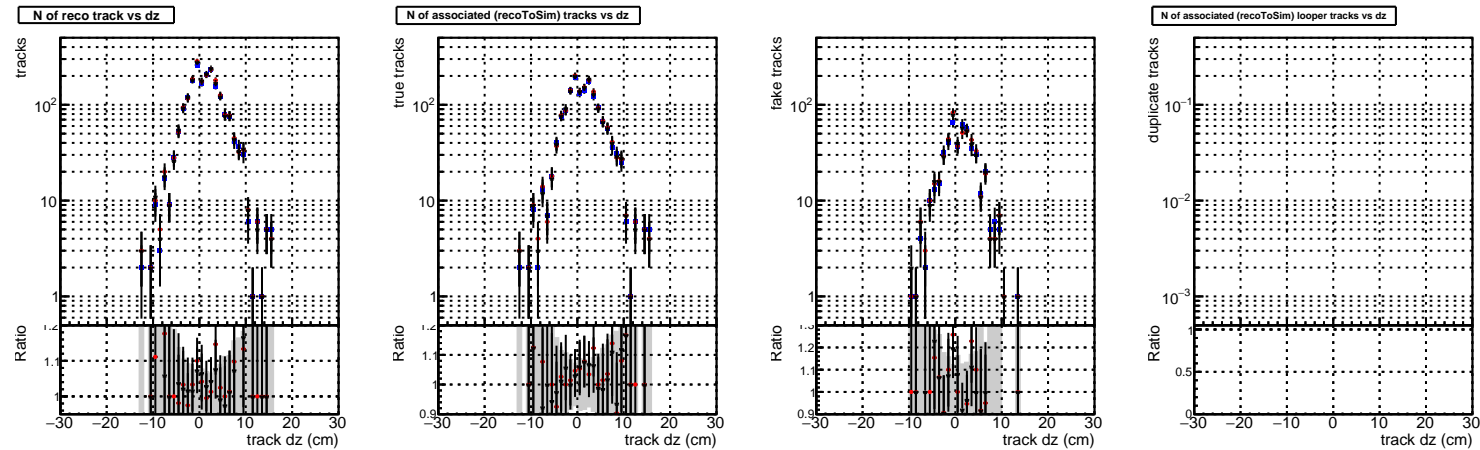 N of reco track vs dz
tracks
10²
10
1
Ratio
1.2
1.1
1
−30 −20 −10 0 10 20 30
track dz (cm)
N of associated (recoToSim) tracks vs dz
true tracks
10²
10
1
Ratio
1.2
1.1
1
0.9
−30 −20 −10 0 10 20 30
track dz (cm)
fake tracks
10²
10
1
Ratio
1.3
1.2
1.1
1
0.9
−30 −20 −10 0 10 20 30
track dz (cm)
N of associated (recoToSim) looper tracks vs dz
duplicate tracks
10⁻¹
10⁻²
10⁻³
Ratio
1
0.5
0
−30 −20 −10 0 10 20 30
track dz (cm)